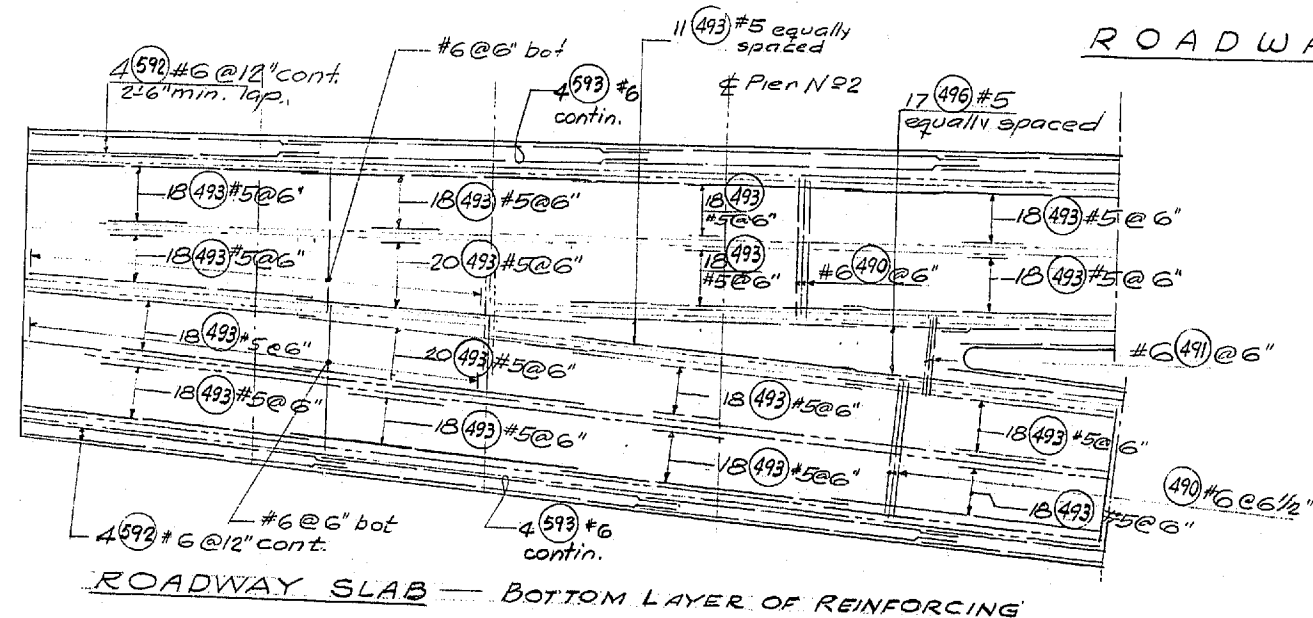 ROADWA
#6@6" bot
11 (493) #5 equally
spaced
4 (592) #6 @12" cont.
2'-6" min. lap.
4 (593) #6
contin.
℄ Pier Nº2
17 (496) #5
equally spaced
18 (493) #5@6"
18 (493) #5@6"
18 (493)
#5@6"
18 (493) #5@6"
18 (493) #5@6"
20 (493) #5@6"
18 (493)
#5@6"
#6 (490) @6"
18 (493) #5@6"
18 (493) #5@6"
20 (493) #5@6"
#6 (491) @6"
18 (493) #5@6"
18 (493) #5@6"
18 (493) #5@6"
18 (493) #5@6"
18 (493) #5@6"
(490) #6@6½"
18 (493) #5@6"
4 (592) #6 @12" cont.
#6@6" bot
4 (593) #6
contin.
ROADWAY SLAB — BOTTOM LAYER OF REINFORCING